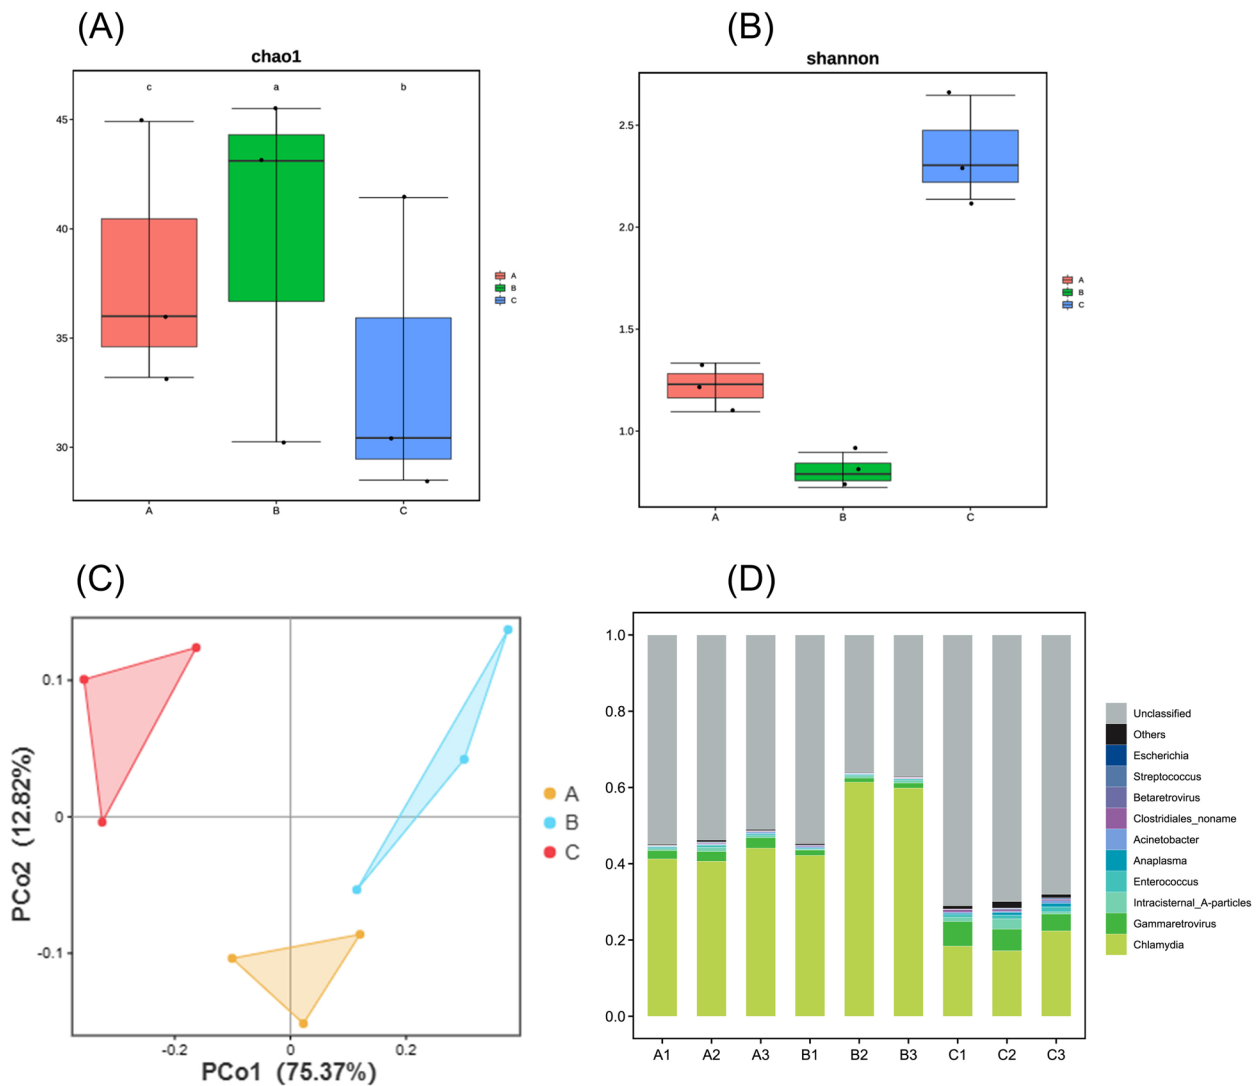 (A)
chao1
c a b
45
40
35
30
A B C
A
B
C
(B)
shannon
2.5
2.0
1.5
1.0
A B C
A
B
C
(C)
PCo2 (12.82%)
0.1
0
-0.1
-0.2 0 0.2
PCo1 (75.37%)
A
B
C
(D)
1.0
0.8
0.6
0.4
0.2
0.0
A1 A2 A3 B1 B2 B3 C1 C2 C3
Unclassified
Others
Escherichia
Streptococcus
Betaretrovirus
Clostridiales_noname
Acinetobacter
Anaplasma
Enterococcus
Intracisternal_A-particles
Gammaretrovirus
Chlamydia